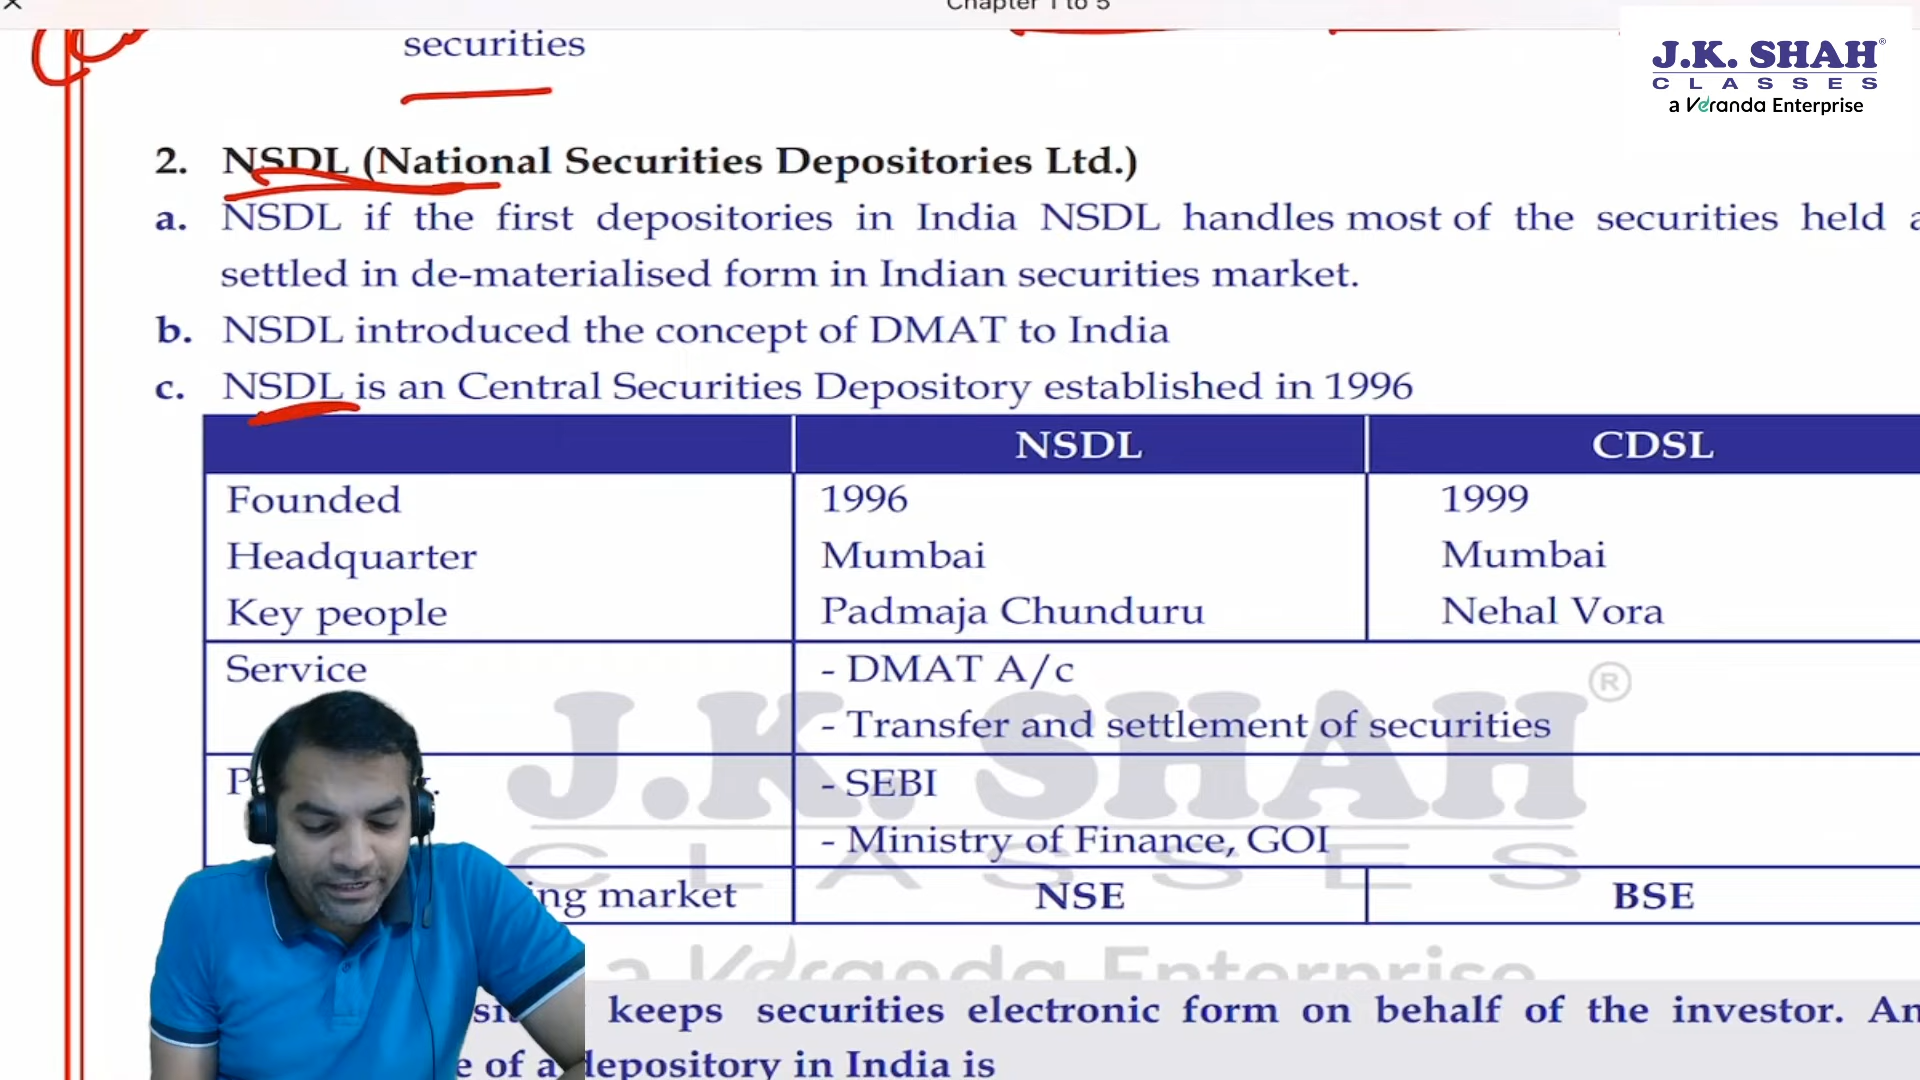 Chapter 1 to 5
J.K. SHAH®
CLASSES
a Veranda Enterprise
securities
2. NSDL (National Securities Depositories Ltd.)
a. NSDL if the first depositories in India NSDL handles most of the securities held
settled in de-materialised form in Indian securities market.
b. NSDL introduced the concept of DMAT to India
c. NSDL is an Central Securities Depository established in 1996
NSDL CDSL
Founded 1996 1999
Headquarter Mumbai Mumbai
Key people Padmaja Chunduru Nehal Vora
Service - DMAT A/c
- Transfer and settlement of securities
- SEBI
- Ministry of Finance, GOI
market NSE BSE
J.K. SHAH®
CLASSES
a Veranda Enterprise
keeps securities electronic form on behalf of the investor.
of a depository in India is